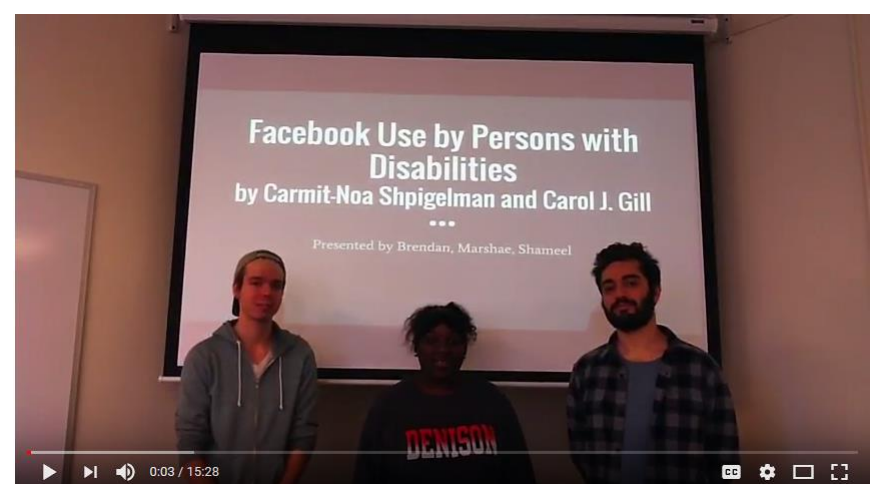 Facebook Use by Persons with
Disabilities
by Carmit-Noa Shpigelman and Carol J. Gill
Presented by Brendan, Marshae, Shameel
DENISON
0:03 / 15:28
CC